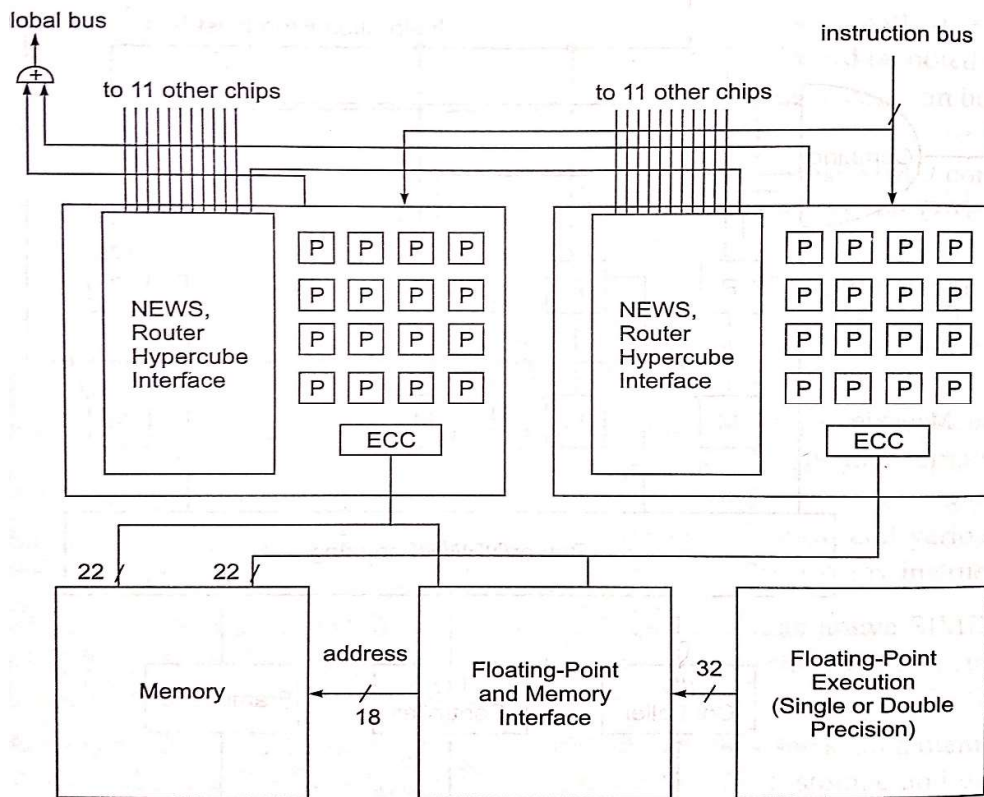 lobal bus
instruction bus
+
to 11 other chips
to 11 other chips
NEWS,
Router
Hypercube
Interface
P P P P
P P P P
P P P P
P P P P
ECC
NEWS,
Router
Hypercube
Interface
P P P P
P P P P
P P P P
P P P P
ECC
22
22
Memory
address
18
Floating-Point
and Memory
Interface
32
Floating-Point
Execution
(Single or Double
Precision)